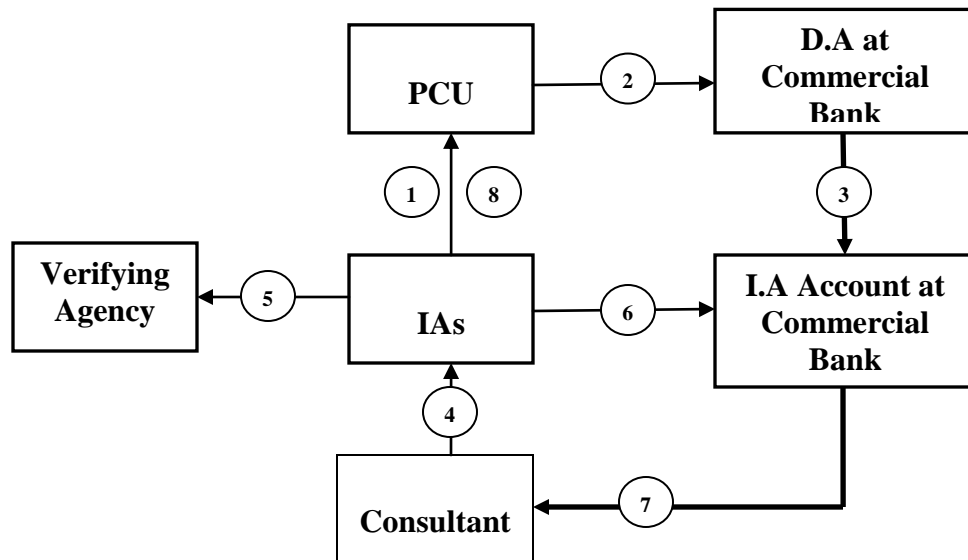 PCU
2
D.A at
Commercial
Bank
1
8
3
Verifying
Agency
5
IAs
6
I.A Account at
Commercial
Bank
4
7
Consultant